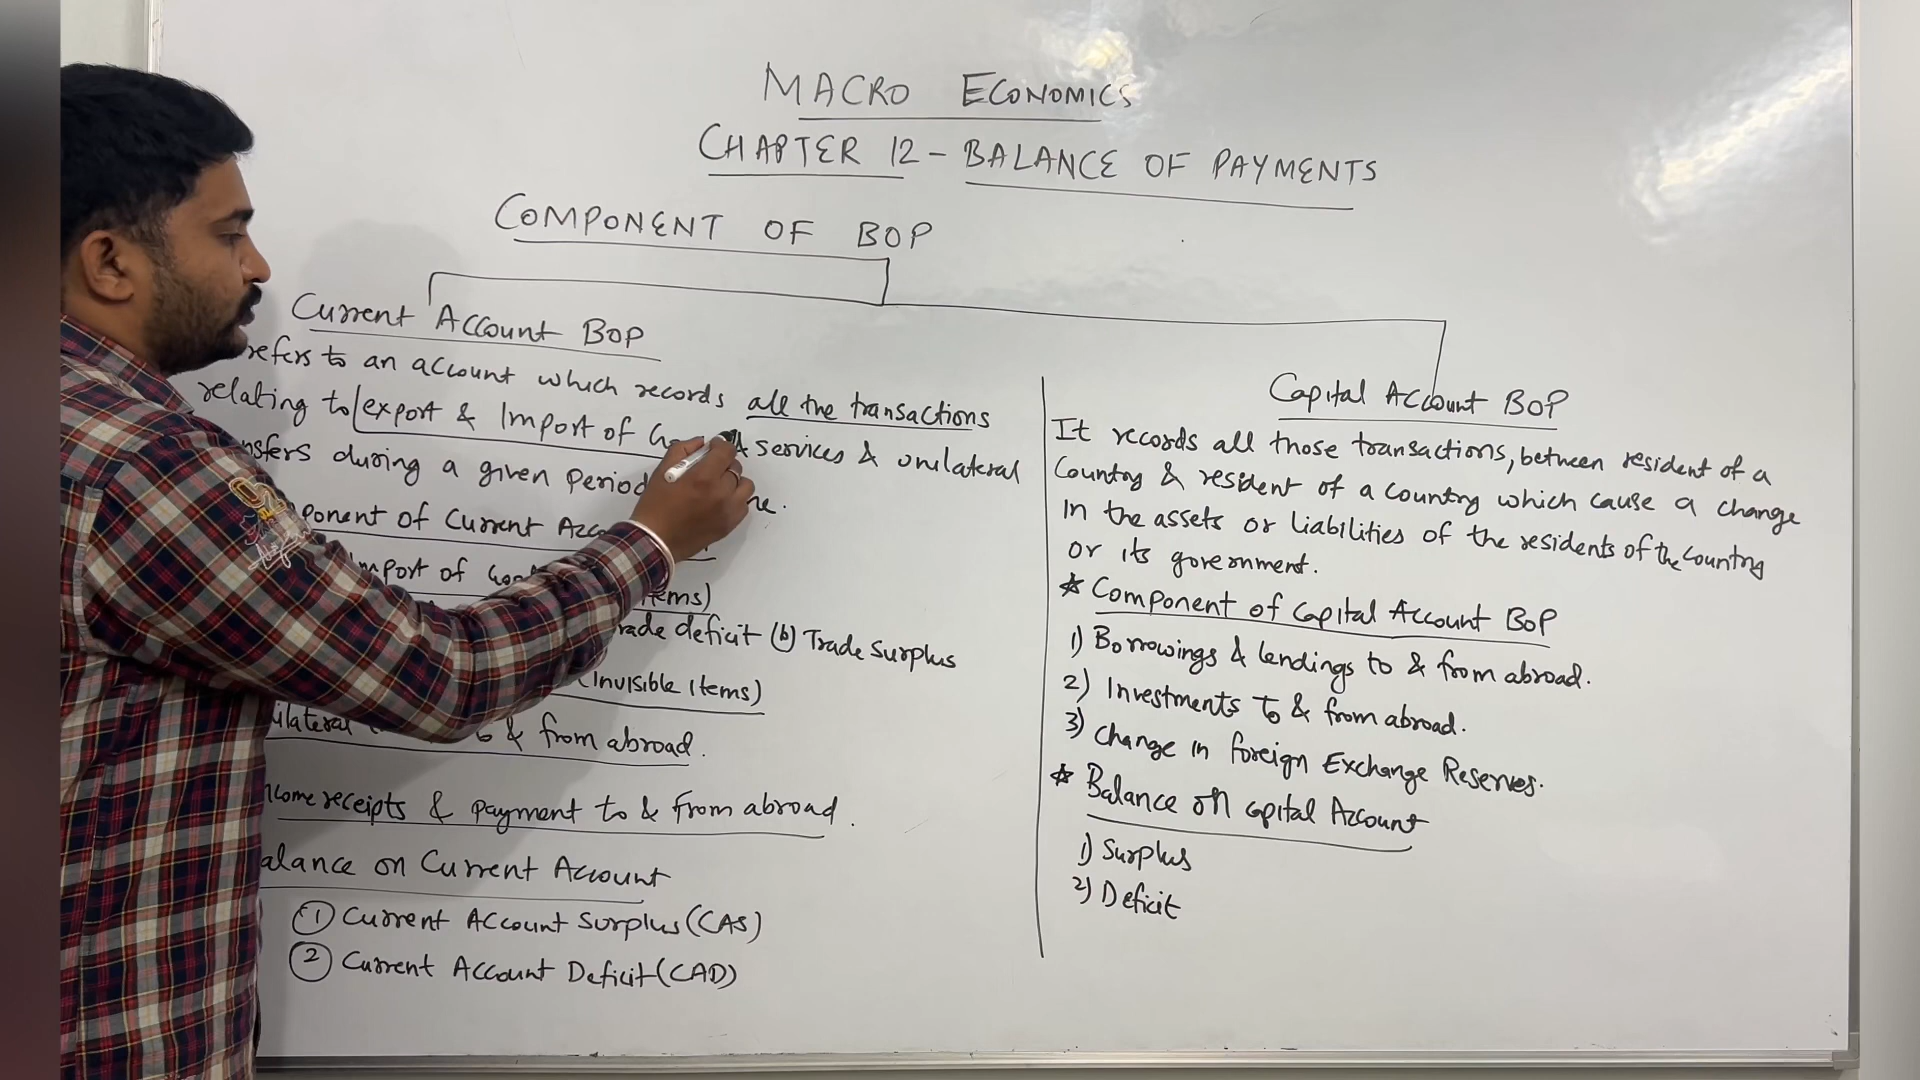 MACRO ECONOMICS
CHAPTER 12 - BALANCE OF PAYMENTS
COMPONENT OF BOP
Current Account BOP
refers to an account which records all the transactions
relating to export & Import of & services & unilateral
during a given Period
of Current
Import of
Items)
Trade deficit (b) Trade Surplus
(Invisible Items)
to & from abroad.
receipts & payment to & from abroad.
Balance on Current Account
1 Current Account Surplus (CAS)
2 Current Account Deficit (CAD)
Capital Account BOP
It records all those transactions, between resident of a
Country & resident of a country which cause a change
In the assets or liabilities of the residents of the country
or its government.
* Component of Capital Account BOP
1) Borrowings & lendings to & from abroad.
2) Investments to & from abroad.
3) Change in foreign Exchange Reserves.
* Balance on Capital Account
1) Surplus
2) Deficit